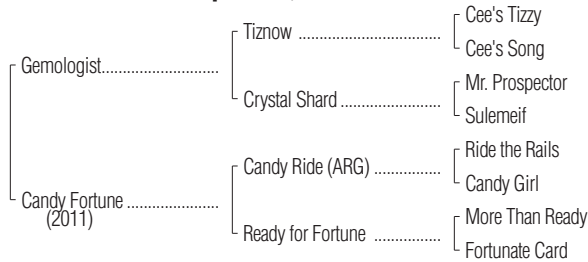 Cee's Tizzy
Tiznow ......................................
Cee's Song
Gemologist................................
Mr. Prospector
Crystal Shard ...........................
Sulemeif
Ride the Rails
Candy Ride (ARG) ..................
Candy Girl
Candy Fortune .........................
(2011)
More Than Ready
Ready for Fortune ..................
Fortunate Card